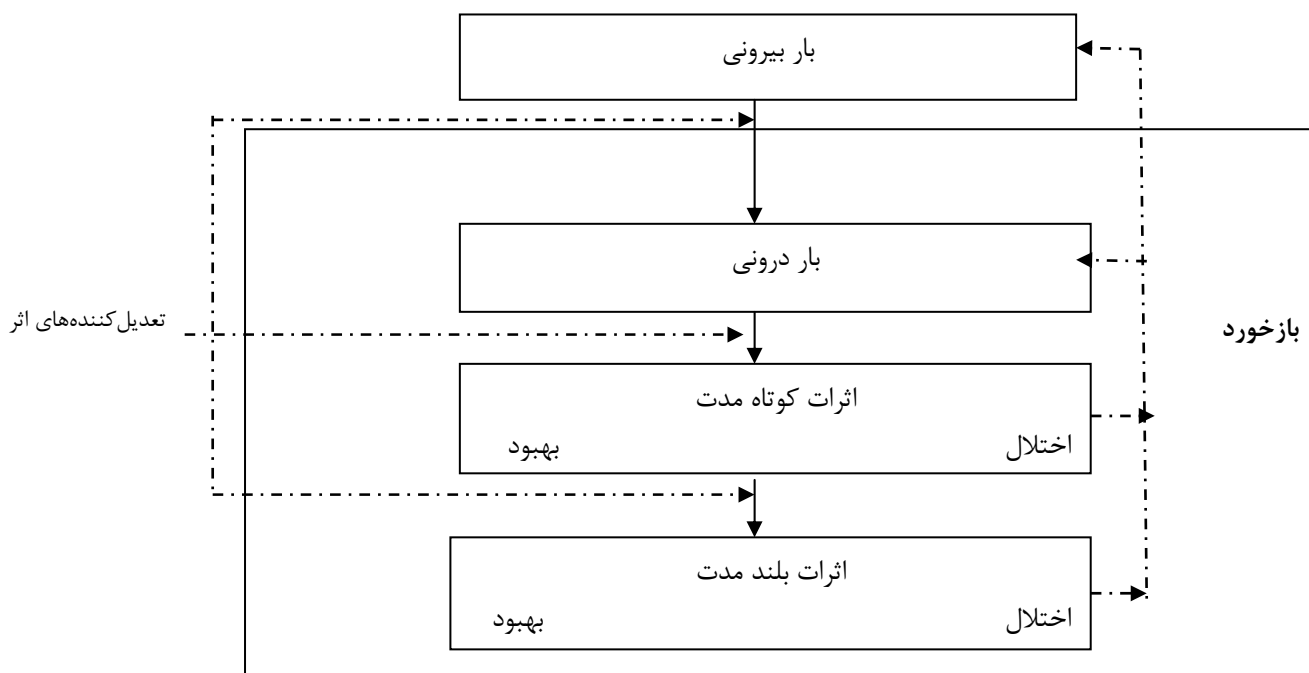 بار بیرونی
بار درونی
تعدیل‌کننده‌های اثر
بازخورد
اثرات کوتاه مدت
اختلال بهبود
اثرات بلند مدت
اختلال بهبود